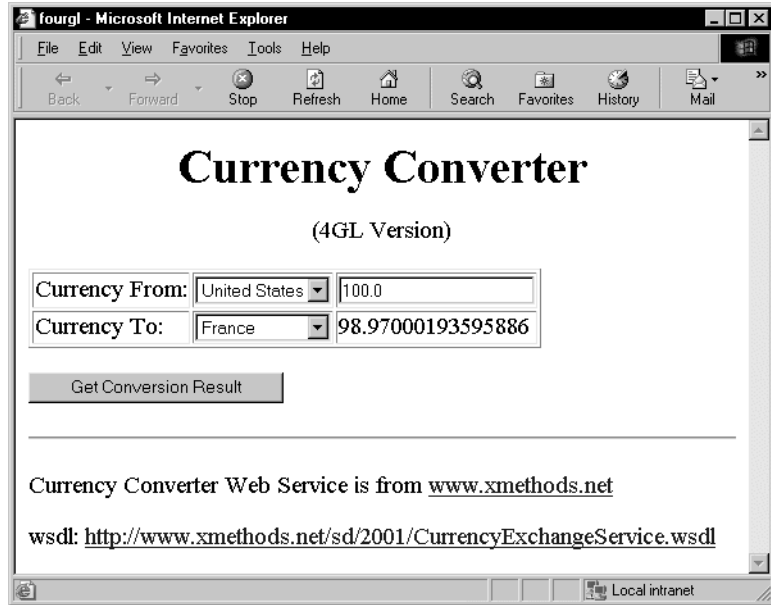 fourgl - Microsoft Internet Explorer
File Edit View Favorites Tools Help
Back Forward Stop Refresh Home Search Favorites History Mail »
Currency Converter
(4GL Version)
Currency From: United States 100.0
Currency To: France 98.97000193595886
Get Conversion Result
Currency Converter Web Service is from www.xmethods.net
wsdl: http://www.xmethods.net/sd/2001/CurrencyExchangeService.wsdl
Local intranet